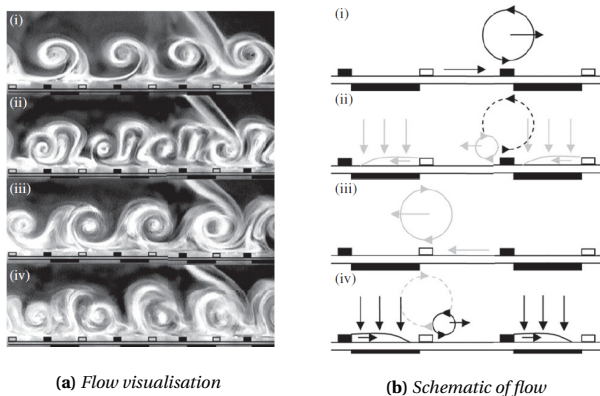 (i)
(ii)
(iii)
(iv)
(a) Flow visualisation
(i)
(ii)
(iii)
(iv)
(b) Schematic of flow